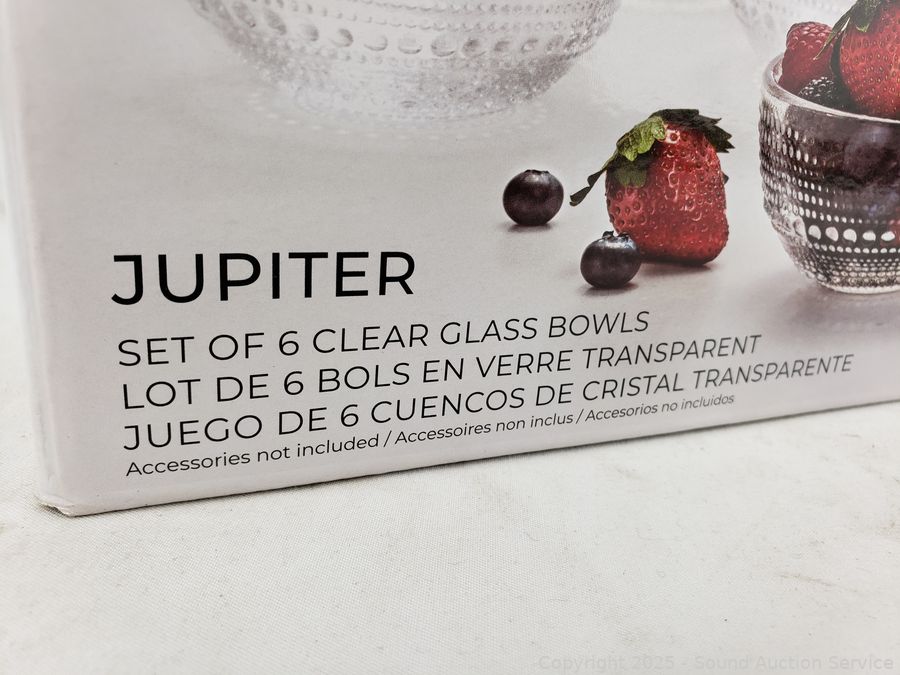 JUPITER
SET OF 6 CLEAR GLASS BOWLS
LOT DE 6 BOLS EN VERRE TRANSPARENT
JUEGO DE 6 CUENCOS DE CRISTAL TRANSPARENTE
Accessories not included / Accessoires non inclus / Accesorios no incluidos
Copyright 2025 - Sound Auction Service